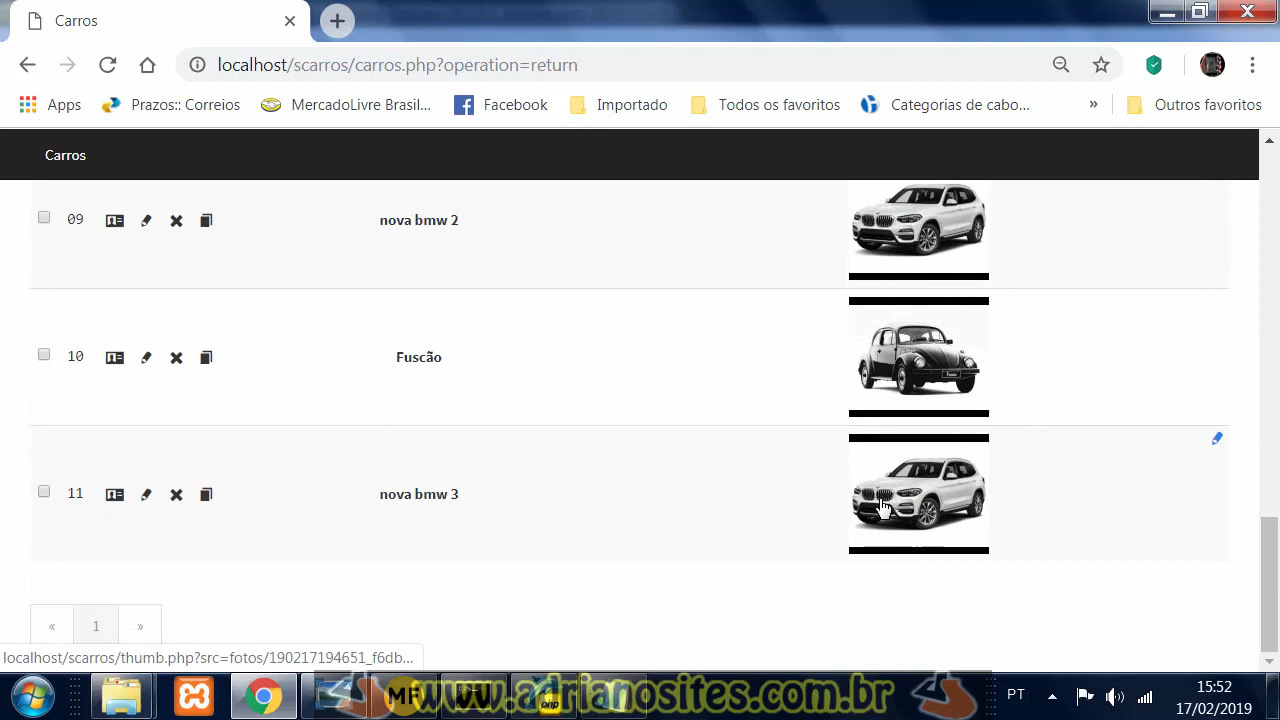 Carros
localhost/scarros/carros.php?operation=return
Apps
Prazos:: Correios
MercadoLivre Brasil...
Facebook
Importado
Todos os favoritos
Categorias de cabo...
»
Outros favoritos
Carros
09 nova bmw 2
10 Fuscão
11 nova bmw 3
« 1 »
localhost/scarros/thumb.php?src=fotos/190217194651_f6db...
www.adrianosite.com.br
PT
15:52
17/02/2019